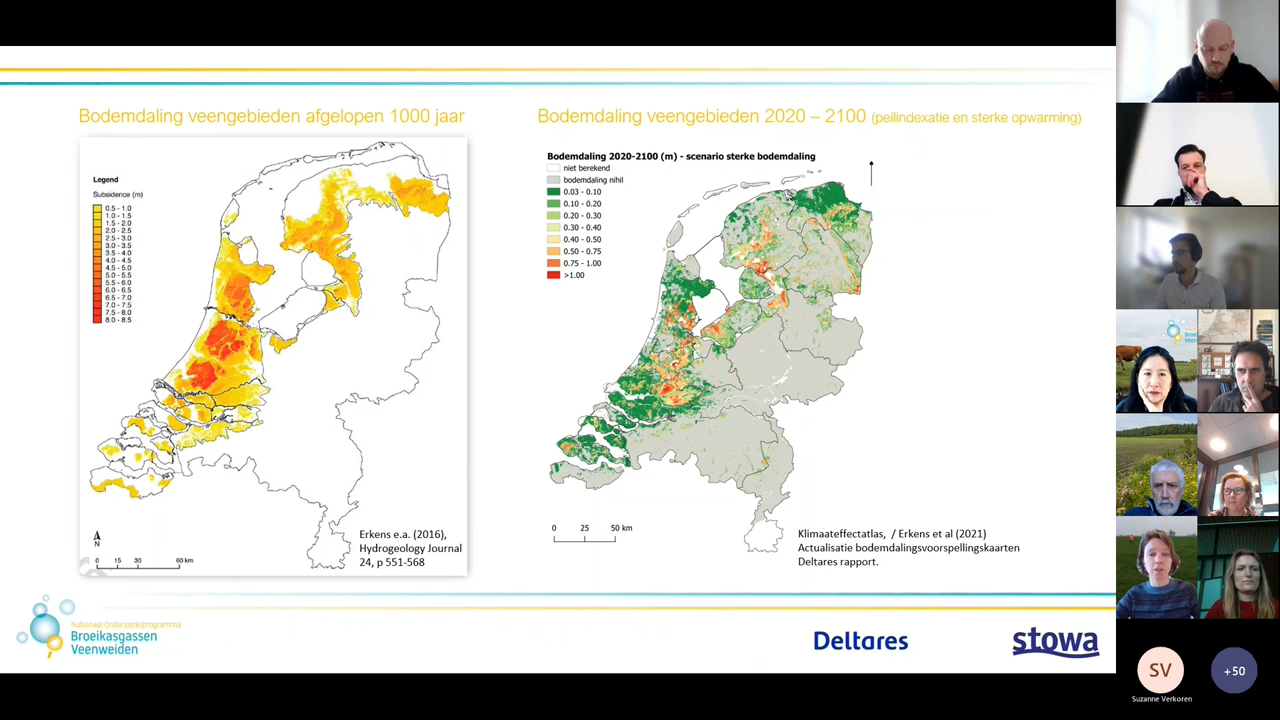 Bodemdaling veengebieden afgelopen 1000 jaar
Legend
Subsidence (m)
0.5 - 1.0
1.0 - 1.5
1.5 - 2.0
2.0 - 2.5
2.5 - 3.0
3.0 - 3.5
3.5 - 4.0
4.0 - 4.5
4.5 - 5.0
5.0 - 5.5
5.5 - 6.0
6.0 - 6.5
6.5 - 7.0
7.0 - 7.5
7.5 - 8.0
8.0 - 8.5
N
0 15 30 60 km
Erkens e.a. (2016),
Hydrogeology Journal
24, p 551-568
Bodemdaling veengebieden 2020 – 2100 (peilindexatie en sterke opwarming)
Bodemdaling 2020-2100 (m) - scenario sterke bodemdaling
niet berekend
bodemdaling nihil
0.03 - 0.10
0.10 - 0.20
0.20 - 0.30
0.30 - 0.40
0.40 - 0.50
0.50 - 0.75
0.75 - 1.00
>1.00
0 25 50 km
Klimaateffectatlas, / Erkens et al (2021)
Actualisatie bodemdalingsvoorspellingskaarten
Deltares rapport.
Nationaal Onderzoeksprogramma
Broeikasgassen
Veenweiden
Deltares
stowa
SV
Suzanne Verkoren
+50